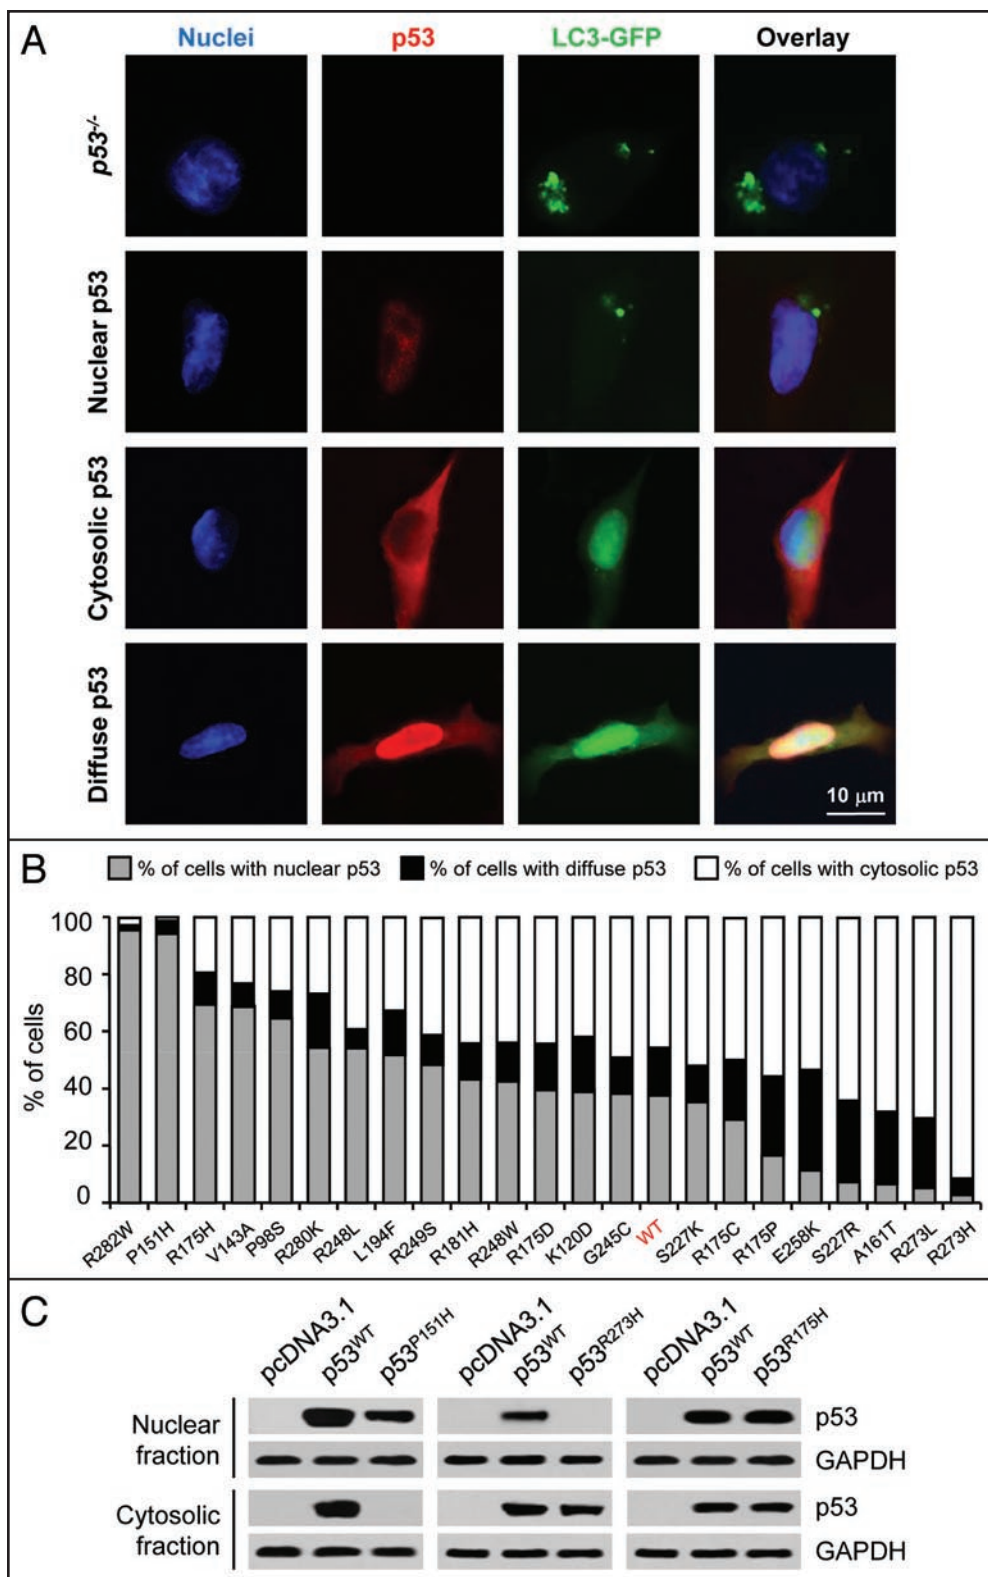 A
Nuclei p53 LC3-GFP Overlay
p53-/-
Nuclear p53
Cytosolic p53
Diffuse p53
10 μm
B
% of cells with nuclear p53 % of cells with diffuse p53 % of cells with cytosolic p53
% of cells
100
80
60
40
20
0
R282W P151H R175H V143A P98S R280K R248L L194F R249S R181H R248W R175D K120D G245C WT S227K R175C R175P E258K S227R A161T R273L R273H
C
pcDNA3.1 p53WT p53P151H pcDNA3.1 p53WT p53R273H pcDNA3.1 p53WT p53R175H
Nuclear
fraction
p53
GAPDH
Cytosolic
fraction
p53
GAPDH